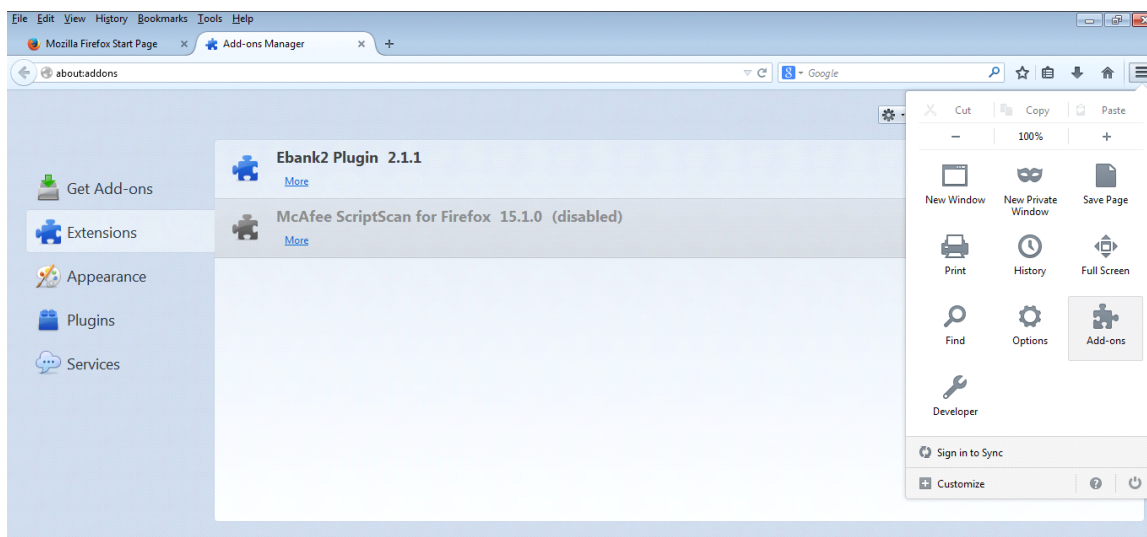 File Edit View History Bookmarks Tools Help
Mozilla Firefox Start Page × Add-ons Manager × +
about:addons 8 Google
Cut Copy Paste
− 100% +
Ebank2 Plugin 2.1.1
More
Get Add-ons
New Window New Private Window Save Page
McAfee ScriptScan for Firefox 15.1.0 (disabled)
More
Extensions
Print History Full Screen
Appearance
Plugins
Find Options Add-ons
Services
Developer
Sign in to Sync
Customize ?